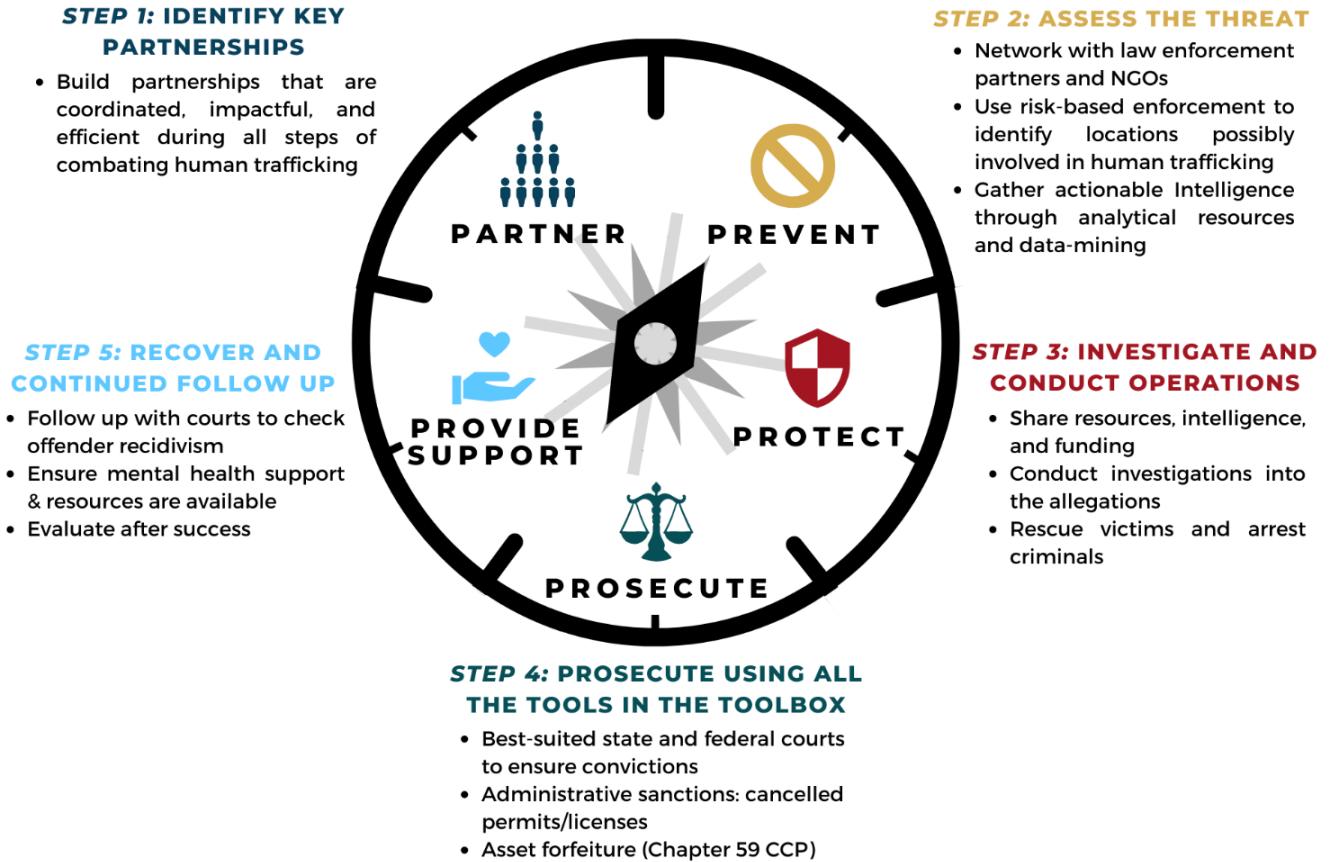 STEP 1: IDENTIFY KEY
PARTNERSHIPS
• Build partnerships that are
coordinated, impactful, and
efficient during all steps of
combating human trafficking
STEP 2: ASSESS THE THREAT
• Network with law enforcement
partners and NGOs
• Use risk-based enforcement to
identify locations possibly
involved in human trafficking
• Gather actionable Intelligence
through analytical resources
and data-mining
PARTNER
PREVENT
PROVIDE
SUPPORT
PROTECT
PROSECUTE
STEP 3: INVESTIGATE AND
CONDUCT OPERATIONS
• Share resources, intelligence,
and funding
• Conduct investigations into
the allegations
• Rescue victims and arrest
criminals
STEP 4: PROSECUTE USING ALL
THE TOOLS IN THE TOOLBOX
• Best-suited state and federal courts
to ensure convictions
• Administrative sanctions: cancelled
permits/licenses
• Asset forfeiture (Chapter 59 CCP)
STEP 5: RECOVER AND
CONTINUED FOLLOW UP
• Follow up with courts to check
offender recidivism
• Ensure mental health support
& resources are available
• Evaluate after success